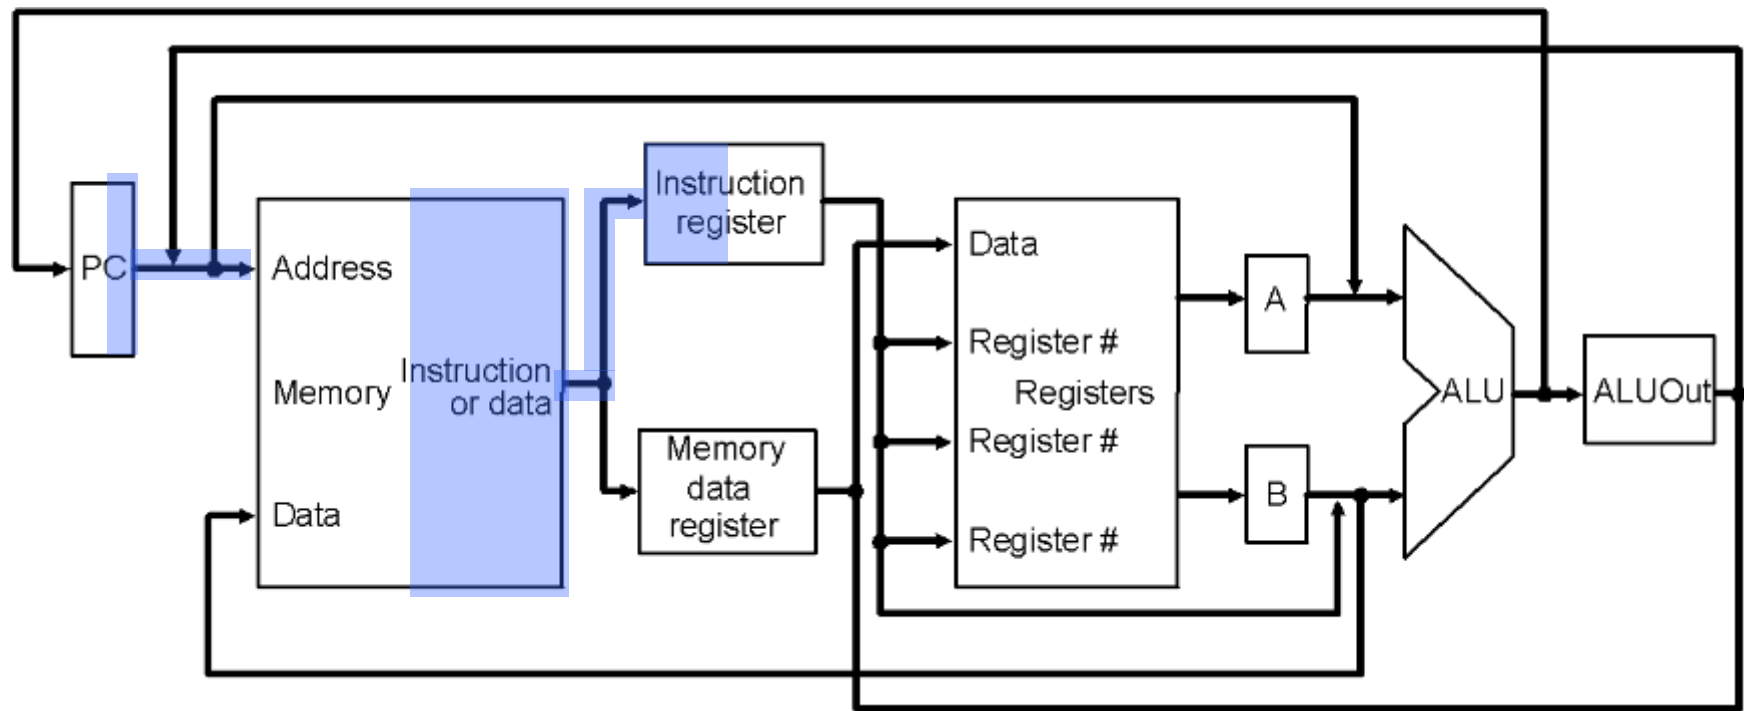 PC
Address
Memory
Instruction
or data
Data
Instruction
register
Memory
data
register
Data
Register #
Registers
Register #
Register #
A
B
ALU
ALUOut